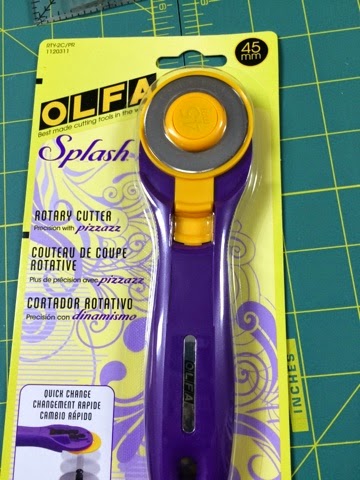 RTY-2C/PR
1120311
45
mm
OLFA
Best made cutting tools in the
Splash
45
ROTARY CUTTER
Precision with pizzazz
COUTEAU DE COUPE
ROTATIVE
Plus de précision avec pizzazz
CORTADOR ROTATIVO
Precisión con dinamismo
OLFA
QUICK CHANGE
CHANGEMENT RAPIDE
CAMBIO RÁPIDO
INCHES